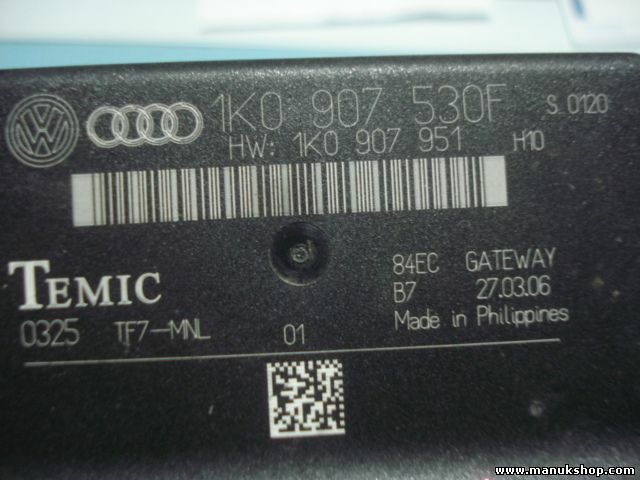 1K0 907 530F S 0120
HW: 1K0 907 951 H10
TEMIC
84EC GATEWAY
B7 27.03.06
0325 TF7-MNL 01
Made in Philippines
www.manukshop.com